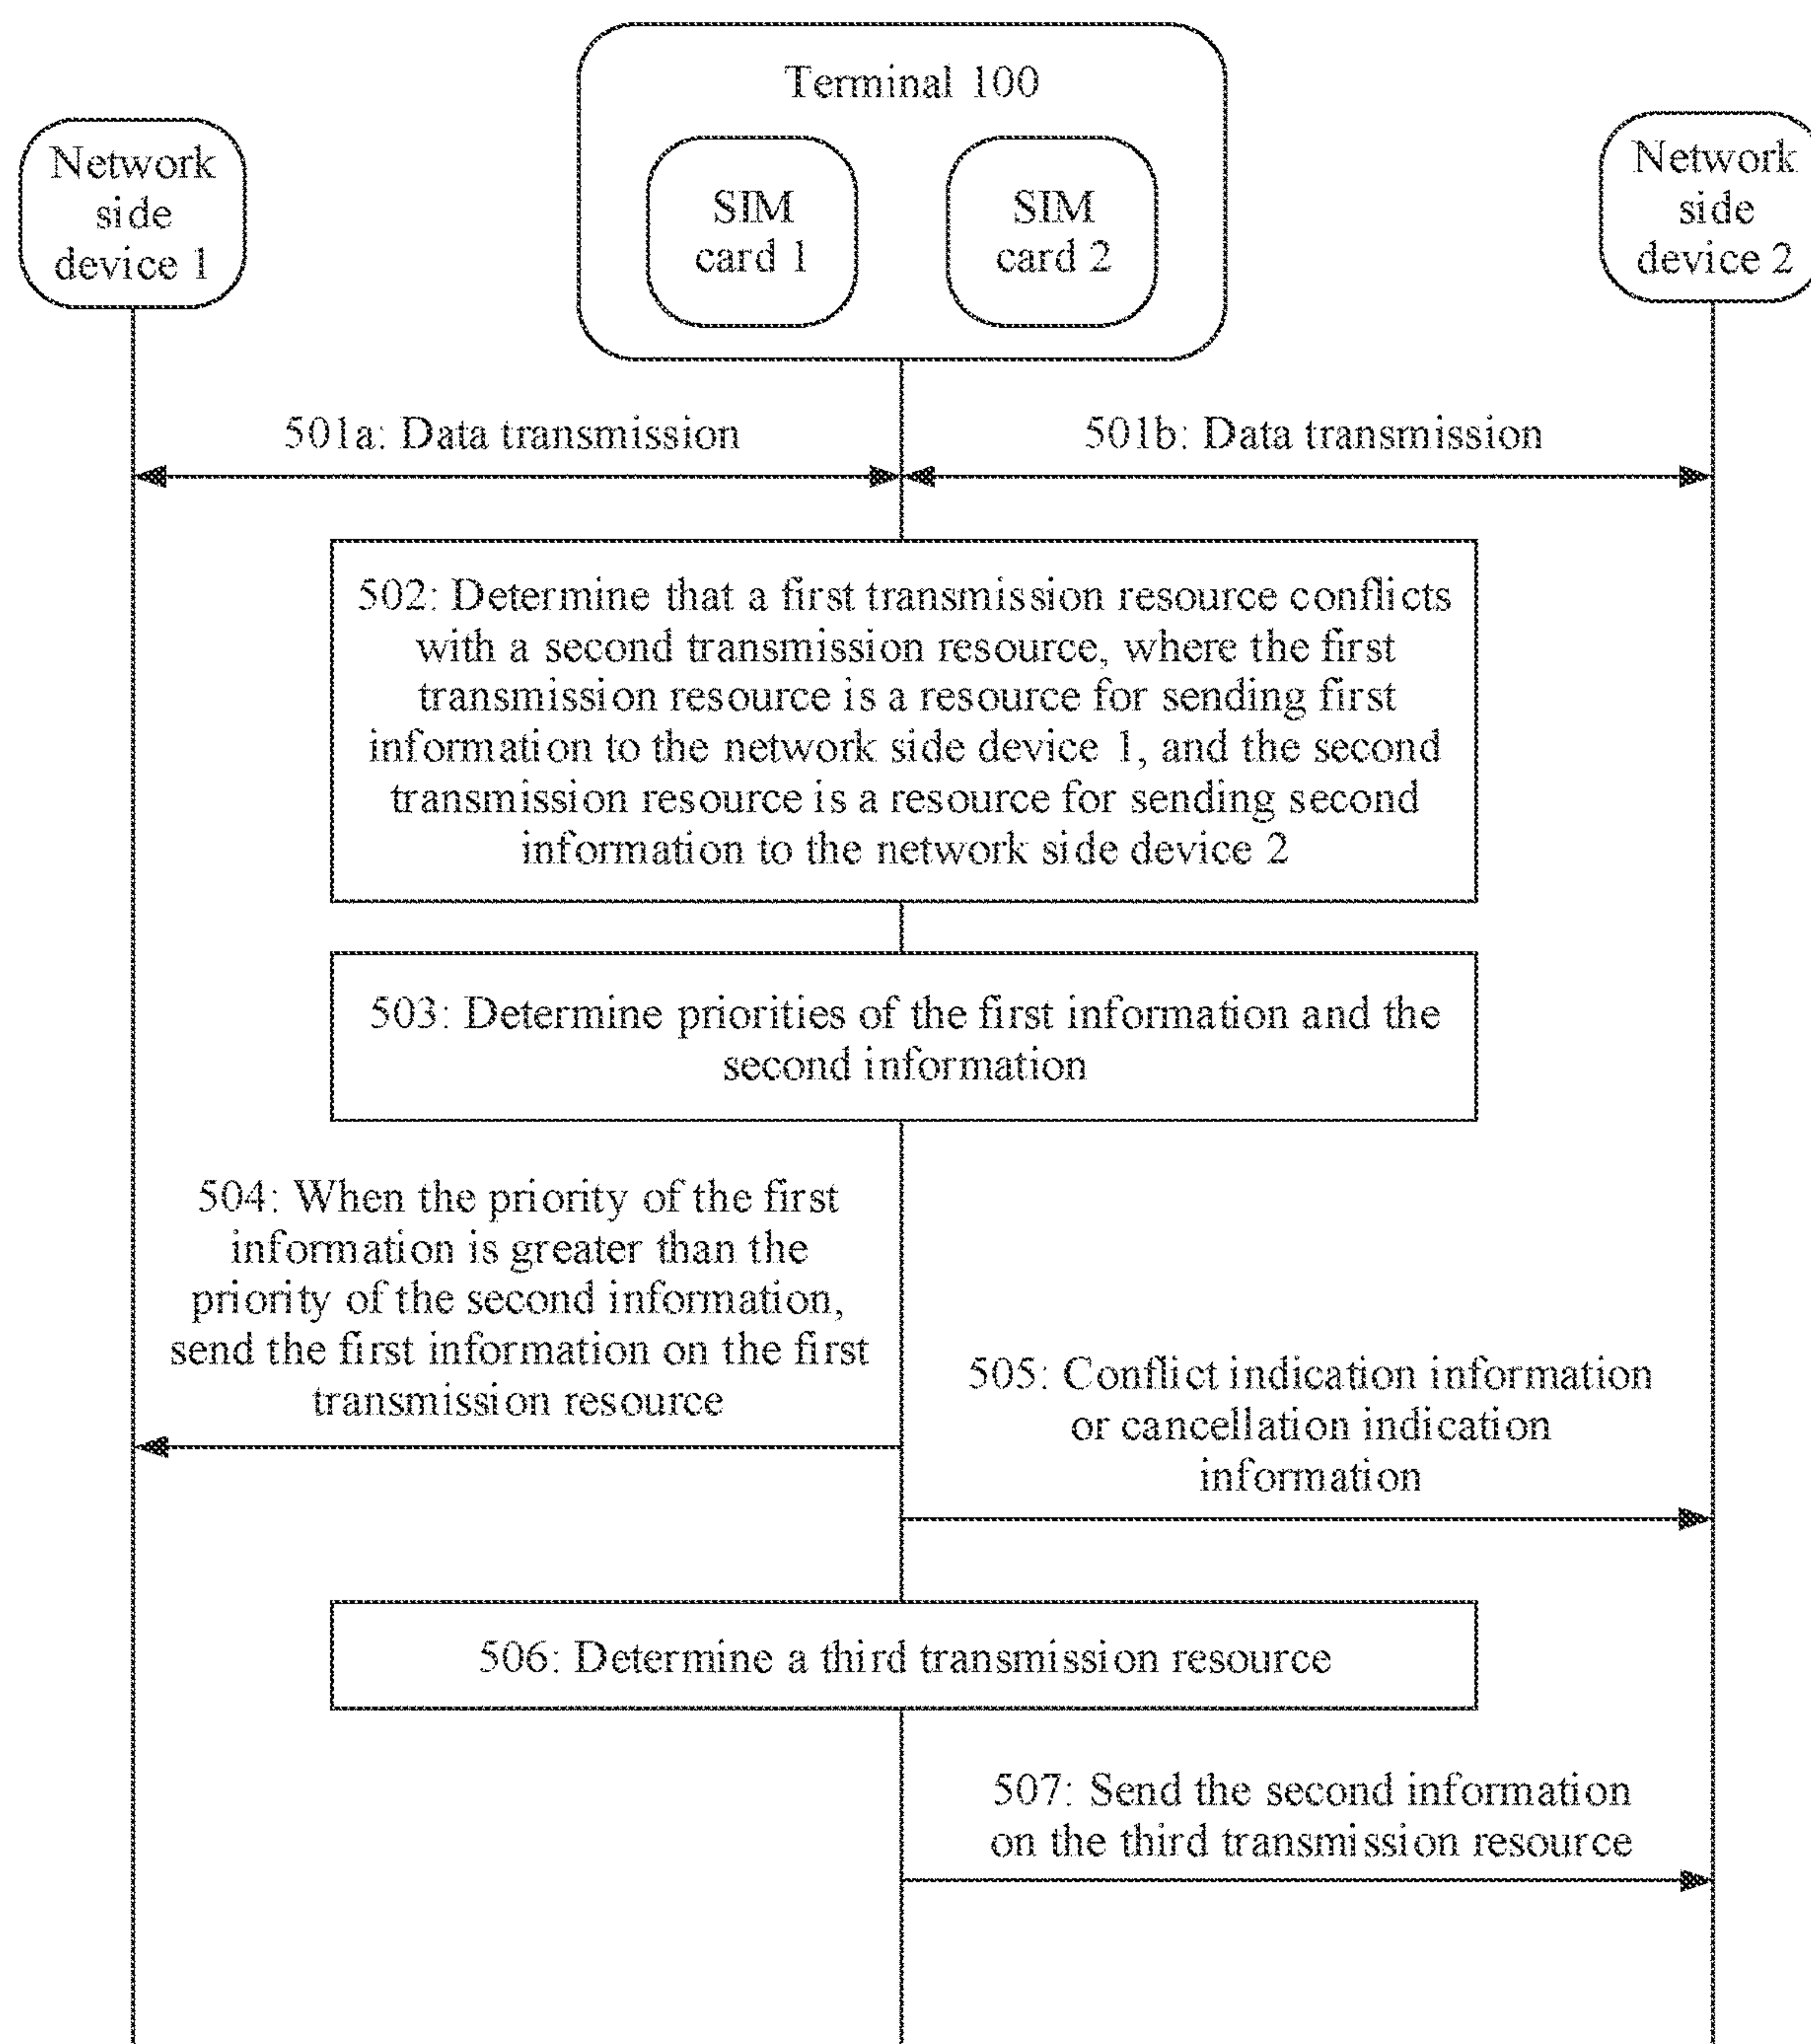 Terminal 100
Network
side
device 1
SIM
card 1
SIM
card 2
Network
side
device 2
501a: Data transmission
501b: Data transmission
502: Determine that a first transmission resource conflicts
with a second transmission resource, where the first
transmission resource is a resource for sending first
information to the network side device 1, and the second
transmission resource is a resource for sending second
information to the network side device 2
503: Determine priorities of the first information and the
second information
504: When the priority of the first
information is greater than the
priority of the second information,
send the first information on the first
transmission resource
505: Conflict indication information
or cancellation indication
information
506: Determine a third transmission resource
507: Send the second information
on the third transmission resource